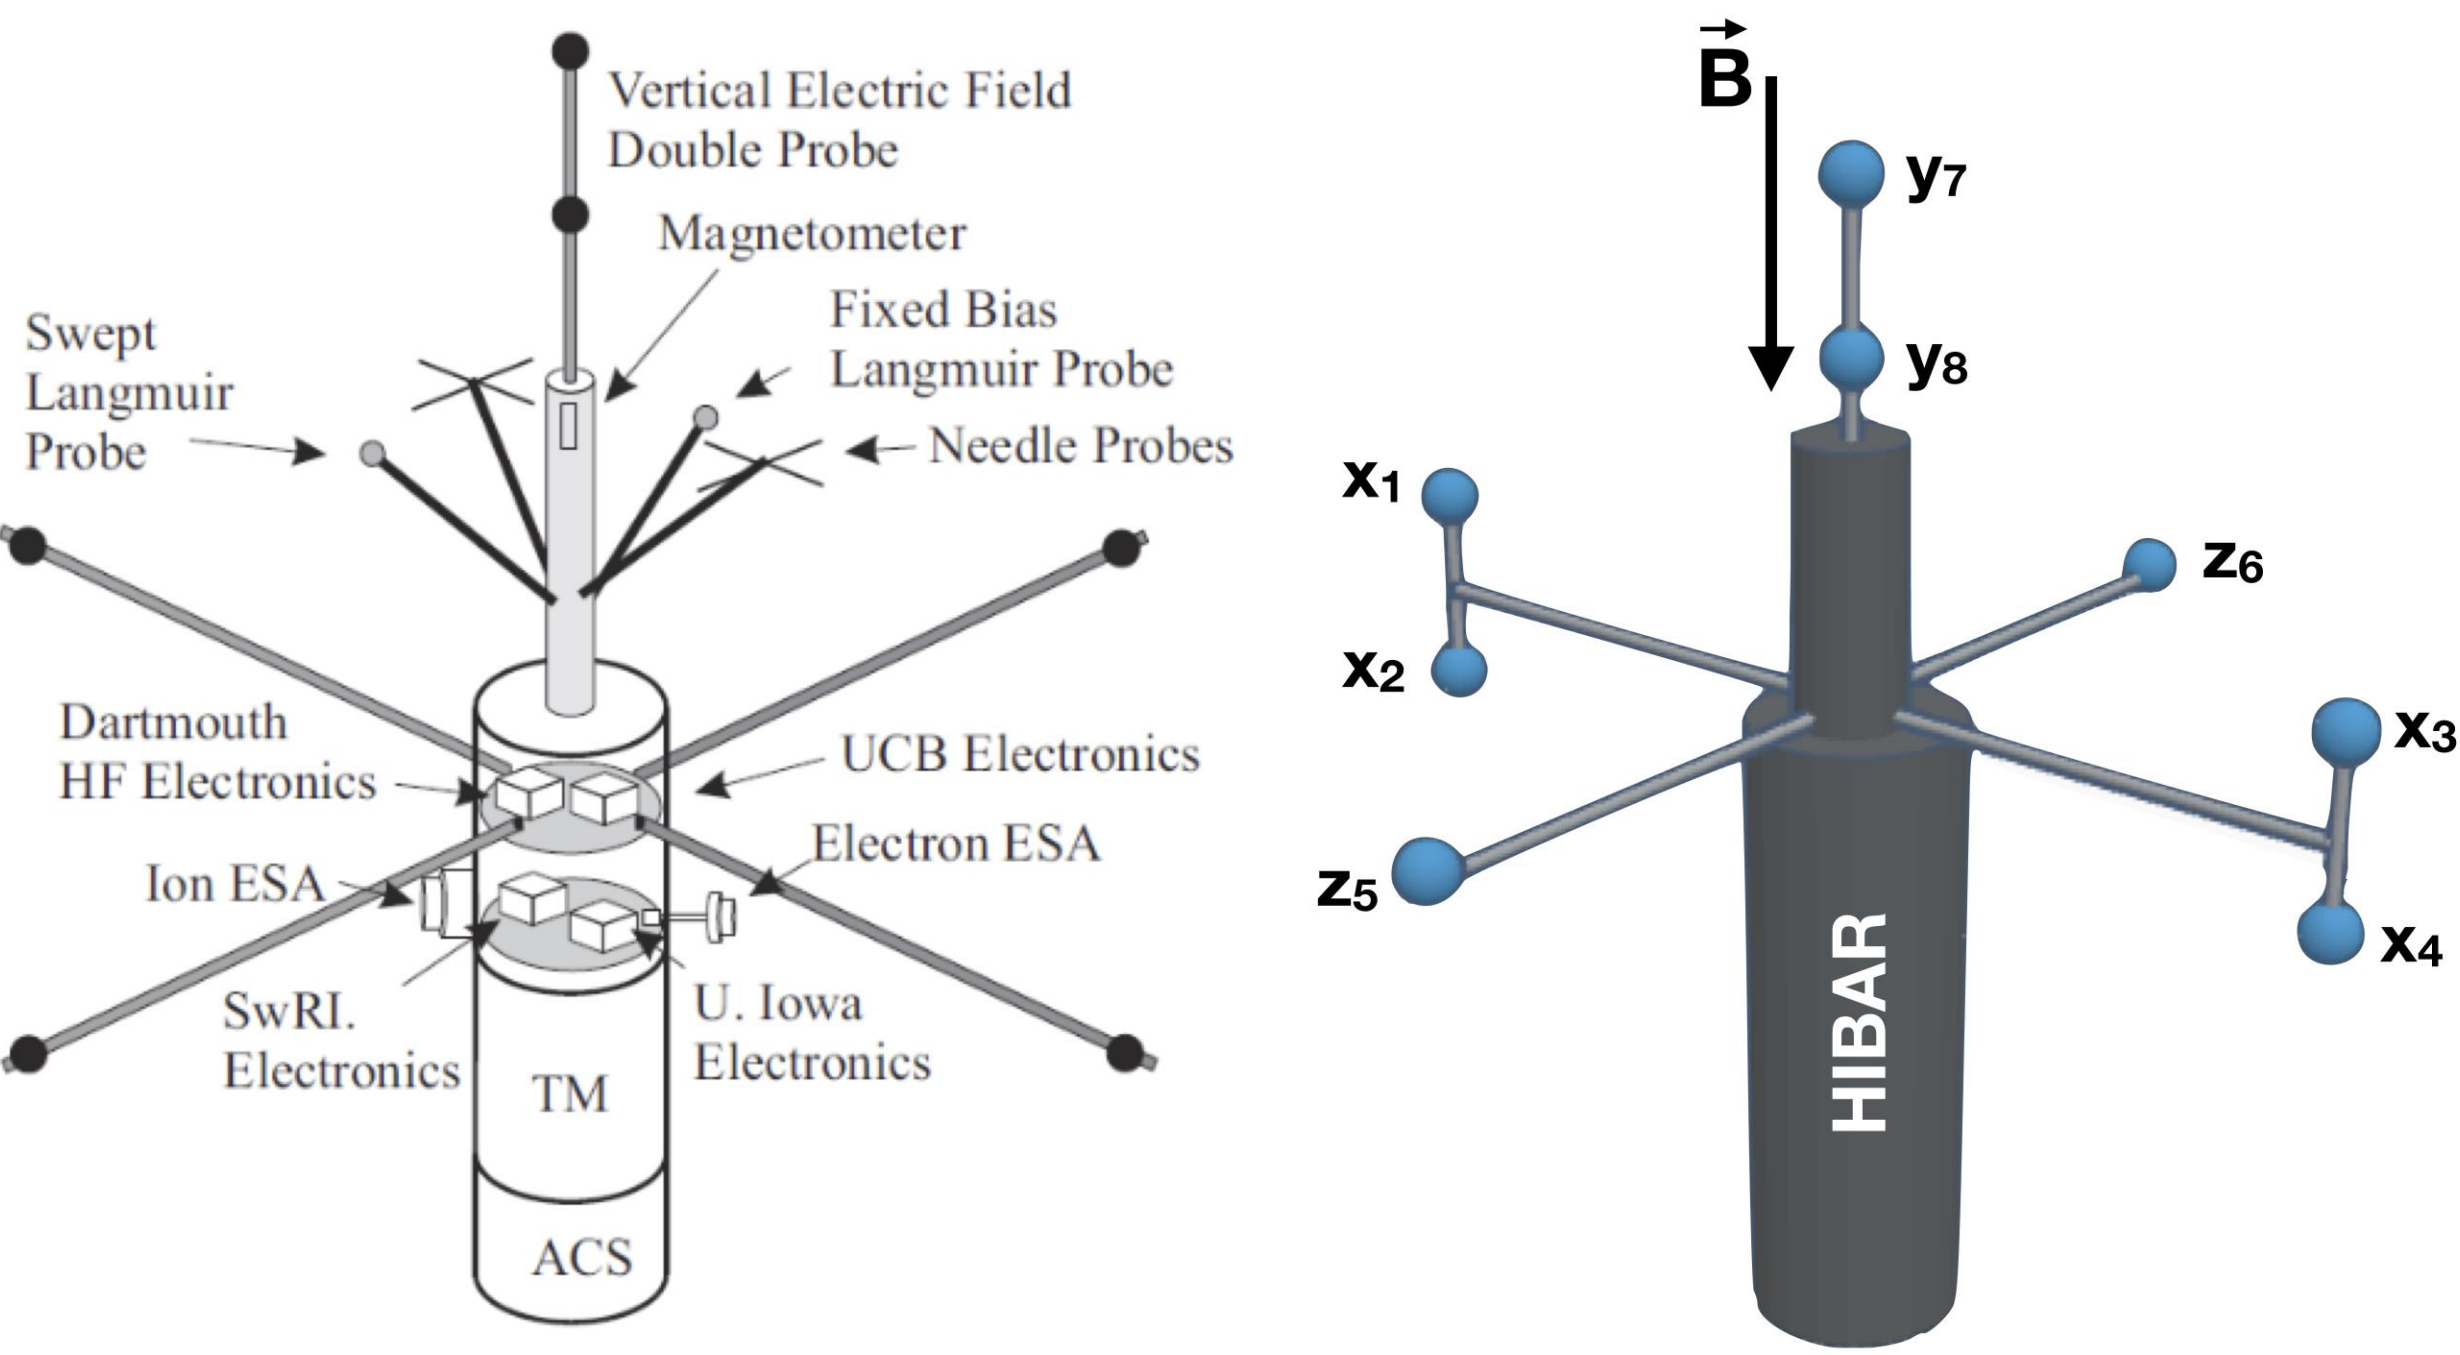 Vertical Electric Field
Double Probe
Magnetometer
Fixed Bias
Langmuir Probe
Swept
Langmuir
Probe
Needle Probes
Dartmouth
HF Electronics
UCB Electronics
Electron ESA
Ion ESA
SwRI.
Electronics
U. Iowa
Electronics
TM
ACS
B
y7
y8
x1
x2
z6
x3
z5
x4
HIBAR